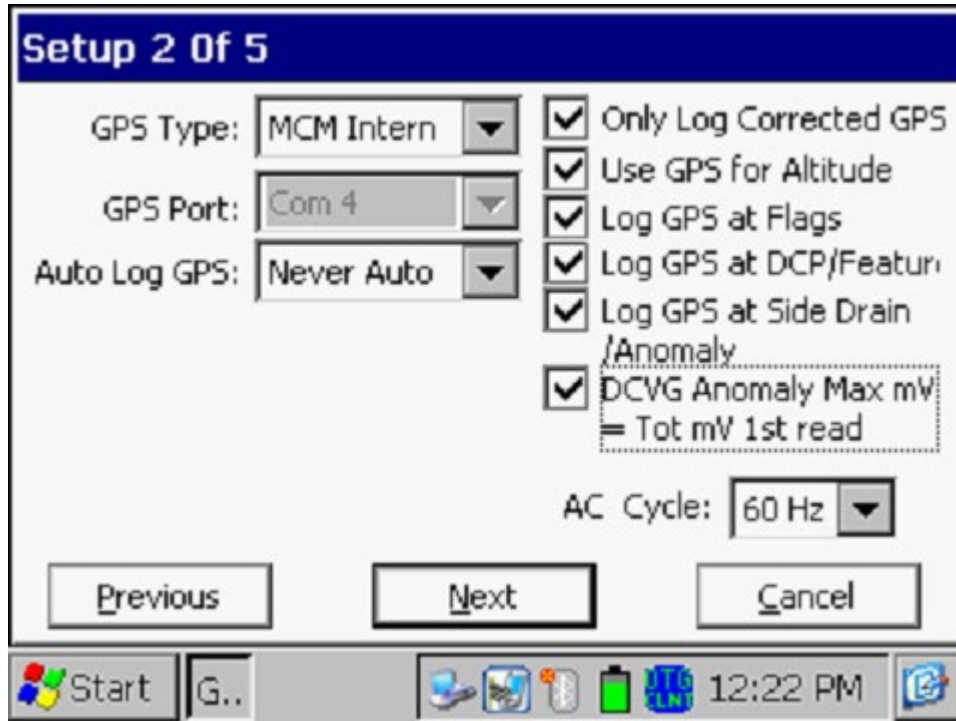 Setup 2 Of 5
GPS Type: MCM Intern
GPS Port: Com 4
Auto Log GPS: Never Auto
Only Log Corrected GPS
Use GPS for Altitude
Log GPS at Flags
Log GPS at DCP/Featur
Log GPS at Side Drain
/Anomaly
DCVG Anomaly Max mV
= Tot mV 1st read
AC Cycle: 60 Hz
Previous Next Cancel
Start G.. DTG CLNT 12:22 PM